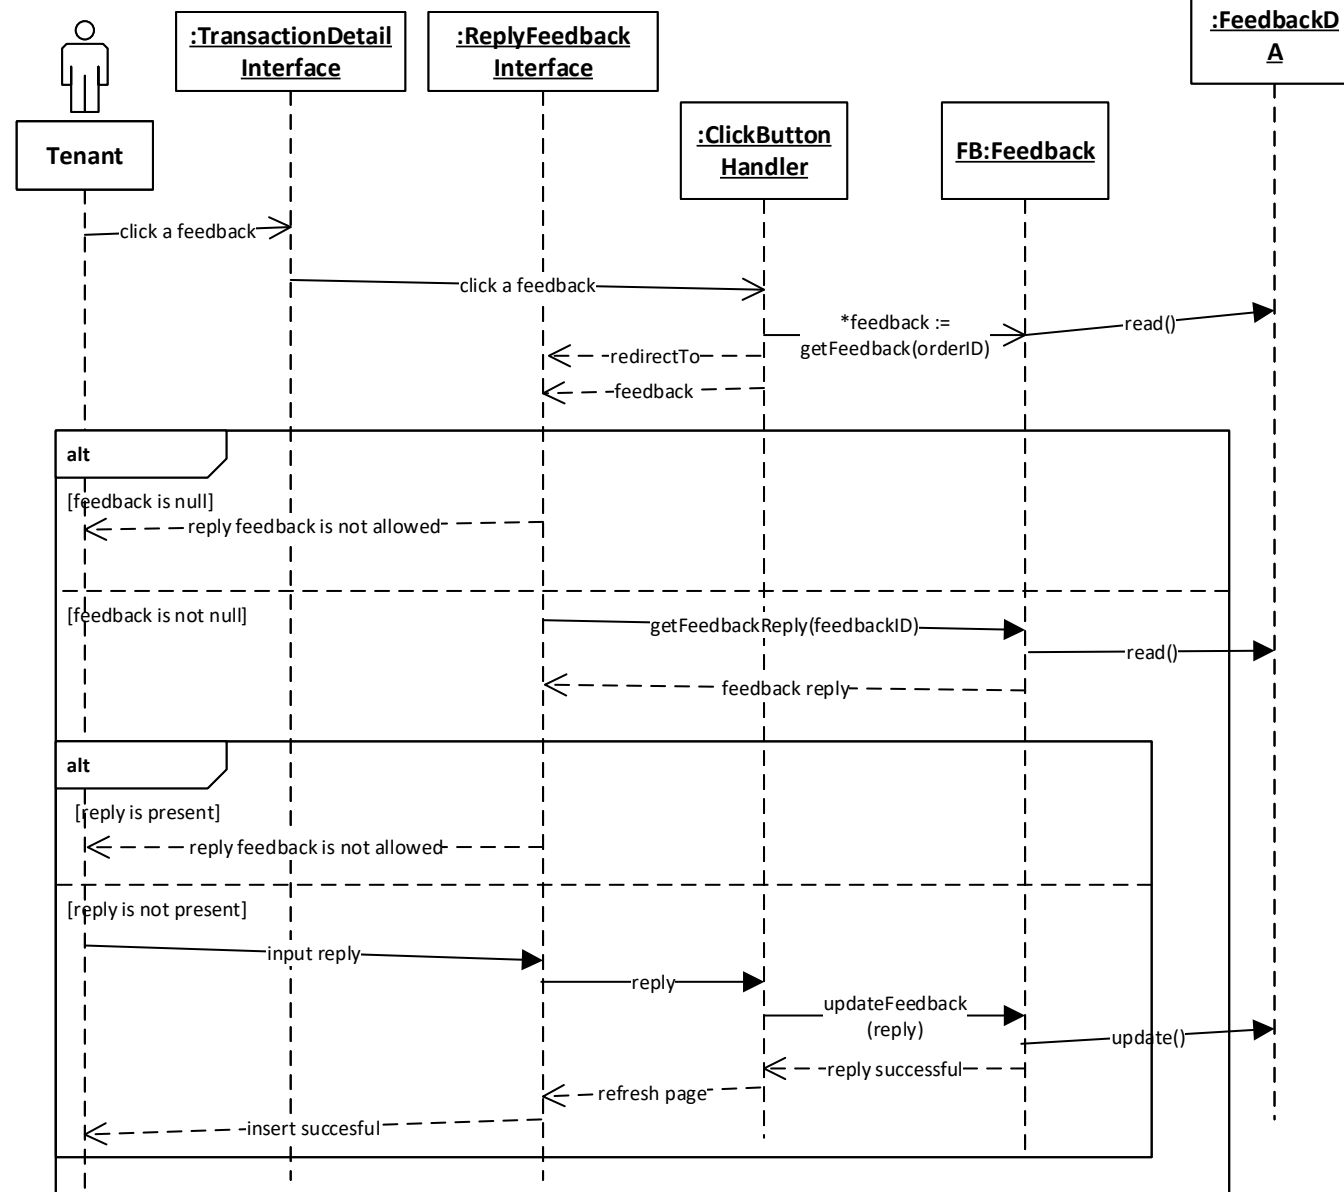 :TransactionDetail
Interface
:ReplyFeedback
Interface
:FeedbackD
A
Tenant
:ClickButton
Handler
FB:Feedback
click a feedback
click a feedback
*feedback :=
getFeedback(orderID)
read()
redirectTo
feedback
alt
[feedback is null]
reply feedback is not allowed
[feedback is not null]
getFeedbackReply(feedbackID)
read()
feedback reply
alt
[reply is present]
reply feedback is not allowed
[reply is not present]
input reply
reply
updateFeedback
(reply)
update()
reply successful
refresh page
insert succesful